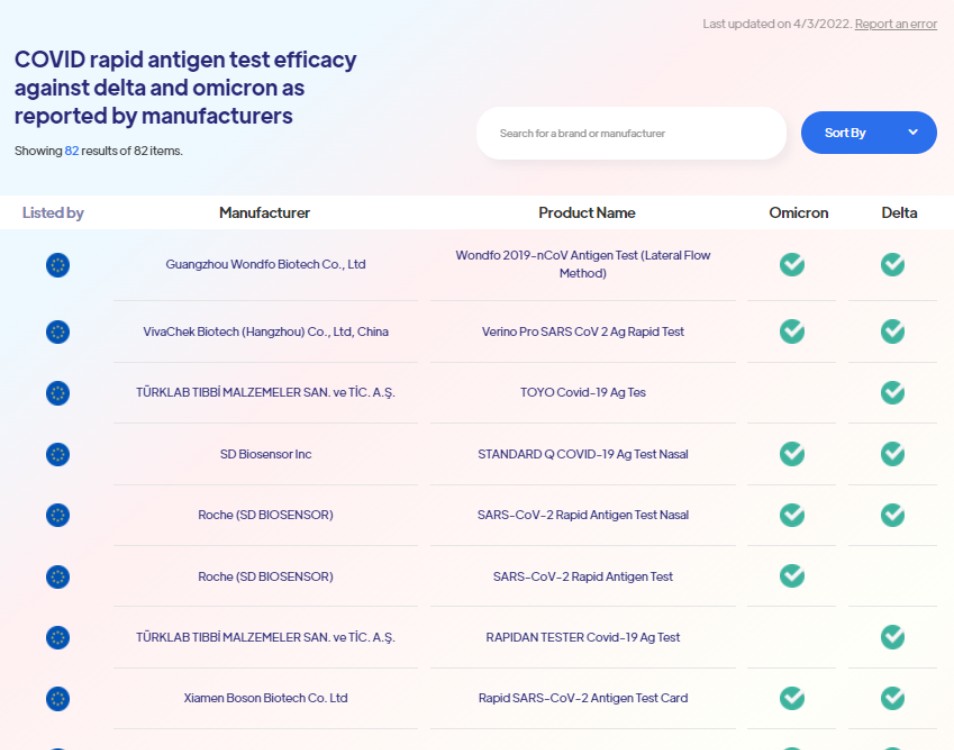 Last updated on 4/3/2022. Report an error
COVID rapid antigen test efficacy
against delta and omicron as
reported by manufacturers
Showing 82 results of 82 items.
Search for a brand or manufacturer
Sort By
Listed by Manufacturer Product Name Omicron Delta
Guangzhou Wondfo Biotech Co., Ltd
Wondfo 2019-nCoV Antigen Test (Lateral Flow
Method)
VivaChek Biotech (Hangzhou) Co., Ltd, China Verino Pro SARS CoV 2 Ag Rapid Test
TÜRKLAB TIBBİ MALZEMELER SAN. ve TİC. A.Ş. TOYO Covid-19 Ag Tes
SD Biosensor Inc STANDARD Q COVID-19 Ag Test Nasal
Roche (SD BIOSENSOR) SARS-CoV-2 Rapid Antigen Test Nasal
Roche (SD BIOSENSOR) SARS-CoV-2 Rapid Antigen Test
TÜRKLAB TIBBİ MALZEMELER SAN. ve TİC. A.Ş. RAPIDAN TESTER Covid-19 Ag Test
Xiamen Boson Biotech Co. Ltd Rapid SARS-CoV-2 Antigen Test Card